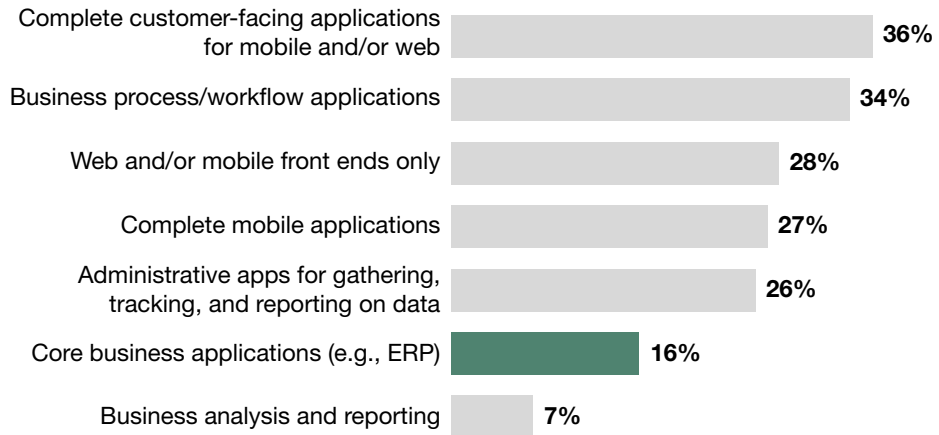 Complete customer-facing applications
for mobile and/or web
36%
Business process/workflow applications
34%
Web and/or mobile front ends only
28%
Complete mobile applications
27%
Administrative apps for gathering,
tracking, and reporting on data
26%
Core business applications (e.g., ERP)
16%
Business analysis and reporting
7%